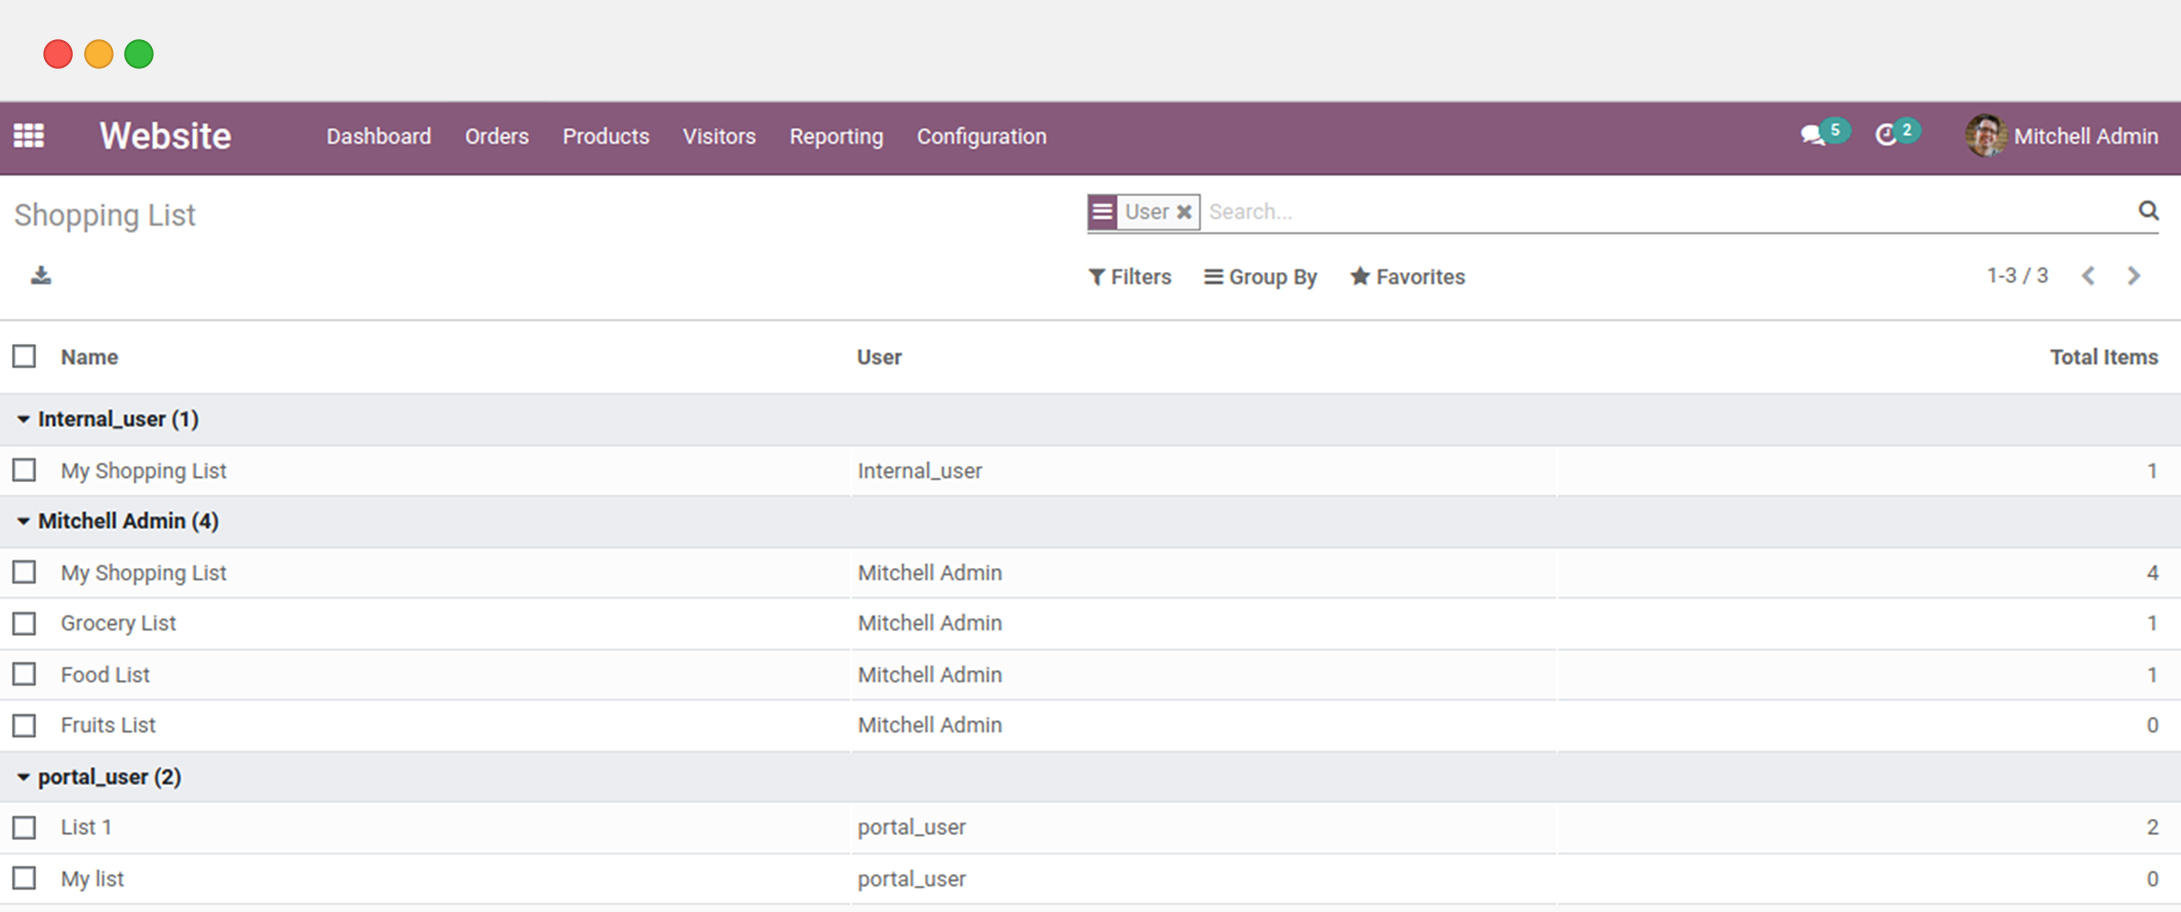 Website Dashboard Orders Products Visitors Reporting Configuration 5 2 Mitchell Admin
Shopping List User Search...
Filters Group By Favorites 1-3 / 3
Name User Total Items
Internal_user (1)
My Shopping List Internal_user 1
Mitchell Admin (4)
My Shopping List Mitchell Admin 4
Grocery List Mitchell Admin 1
Food List Mitchell Admin 1
Fruits List Mitchell Admin 0
portal_user (2)
List 1 portal_user 2
My list portal_user 0